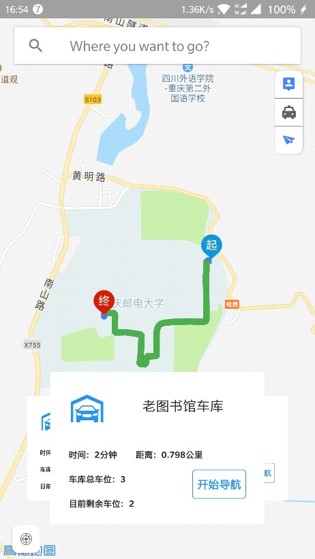 16:54 7 1.36K/s 100%
南山隧道
道观
Where you want to go?
四川外语学院
-重庆第二外
国语学校
S103
黄明路
起
南山路
终
庆邮电大学
收费
X755
老图书馆车库
时间：2分钟 距离：0.798公里
车库总车位：3
目前剩余车位：2
开始导航
时间
车库
目前
航
高德地图